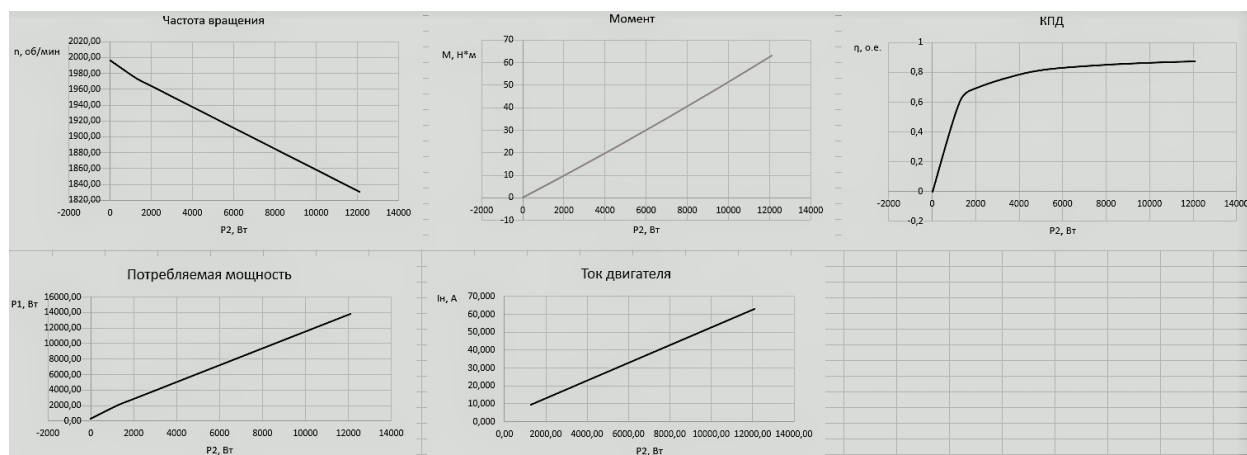 Частота вращения
n, об/мин
2020,00
2000,00
1980,00
1960,00
1940,00
1920,00
1900,00
1880,00
1860,00
1840,00
1820,00
-2000 0 2000 4000 6000 8000 10000 12000 14000
P2, Вт
Момент
М, Н*м
70
60
50
40
30
20
10
0
-10
-2000 0 2000 4000 6000 8000 10000 12000 14000
P2, Вт
КПД
η, о.е.
1
0,8
0,6
0,4
0,2
0
-0,2
-2000 0 2000 4000 6000 8000 10000 12000 14000
P2, Вт
Потребляемая мощность
P1, Вт
16000,00
14000,00
12000,00
10000,00
8000,00
6000,00
4000,00
2000,00
0,00
-2000 0 2000 4000 6000 8000 10000 12000 14000
P2, Вт
Ток двигателя
Iн, А
70,000
60,000
50,000
40,000
30,000
20,000
10,000
0,000
0,00 2000,00 4000,00 6000,00 8000,00 10000,00 12000,00 14000,00
P2, Вт